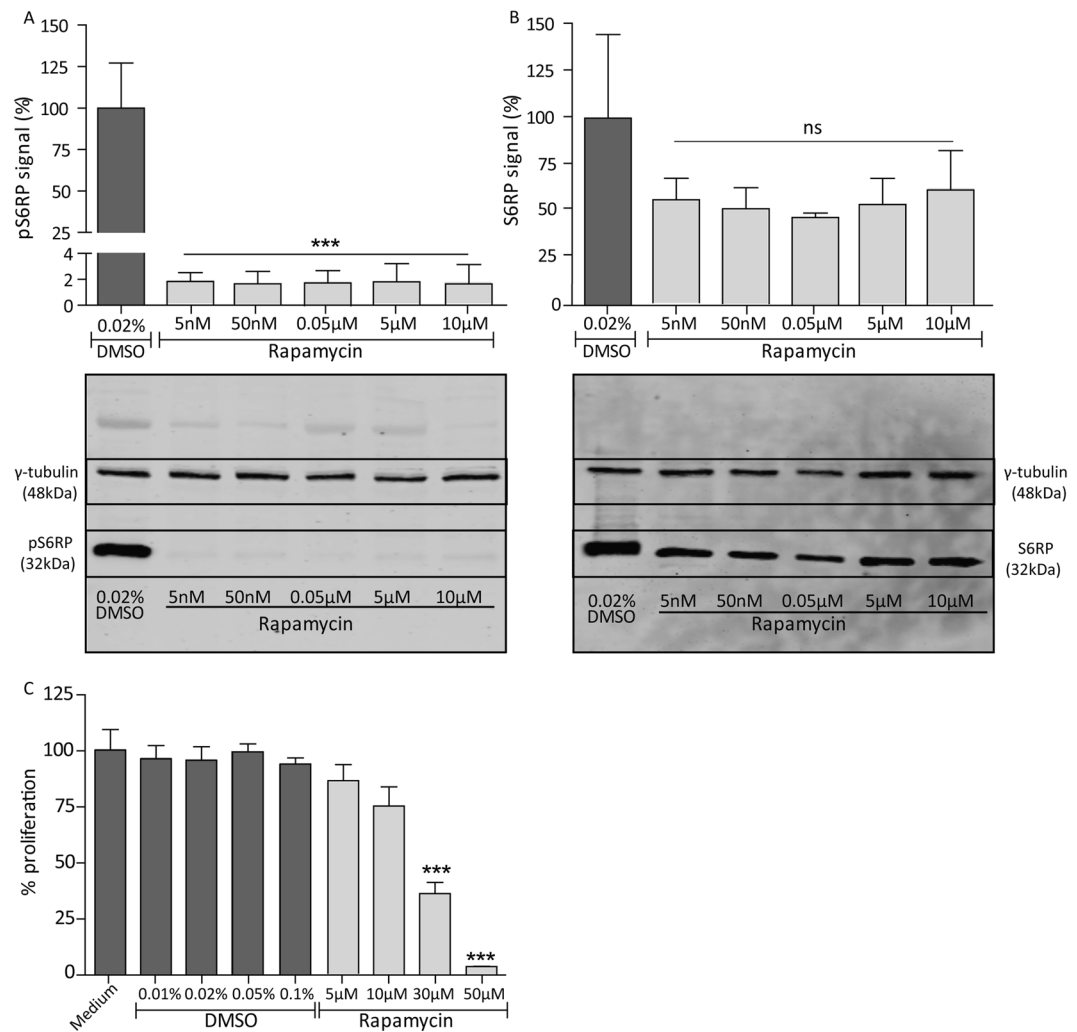 A
pS6RP signal (%)
150
125
100
75
50
25
4
2
0
***
0.02% 5nM 50nM 0.05µM 5µM 10µM
DMSO Rapamycin
B
S6RP signal (%)
150
125
100
75
50
25
0
ns
0.02% 5nM 50nM 0.05µM 5µM 10µM
DMSO Rapamycin
γ-tubulin
(48kDa)
pS6RP
(32kDa)
0.02% 5nM 50nM 0.05µM 5µM 10µM
DMSO
Rapamycin
γ-tubulin
(48kDa)
S6RP
(32kDa)
0.02% 5nM 50nM 0.05µM 5µM 10µM
DMSO
Rapamycin
C
% proliferation
125
100
75
50
25
0
***
***
Medium
0.01% 0.02% 0.05% 0.1% 5µM 10µM 30µM 50µM
DMSO Rapamycin